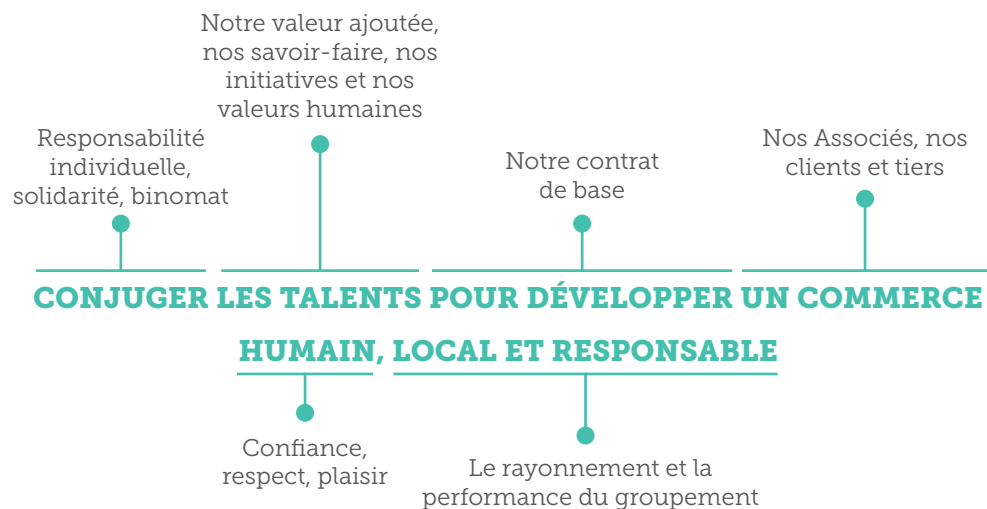 Notre valeur ajoutée,
nos savoir-faire, nos
initiatives et nos
valeurs humaines
Responsabilité
individuelle,
solidarité, binomat
Notre contrat
de base
Nos Associés, nos
clients et tiers
CONJUGER LES TALENTS POUR DÉVELOPPER UN COMMERCE
HUMAIN, LOCAL ET RESPONSABLE
Confiance,
respect, plaisir
Le rayonnement et la
performance du groupement